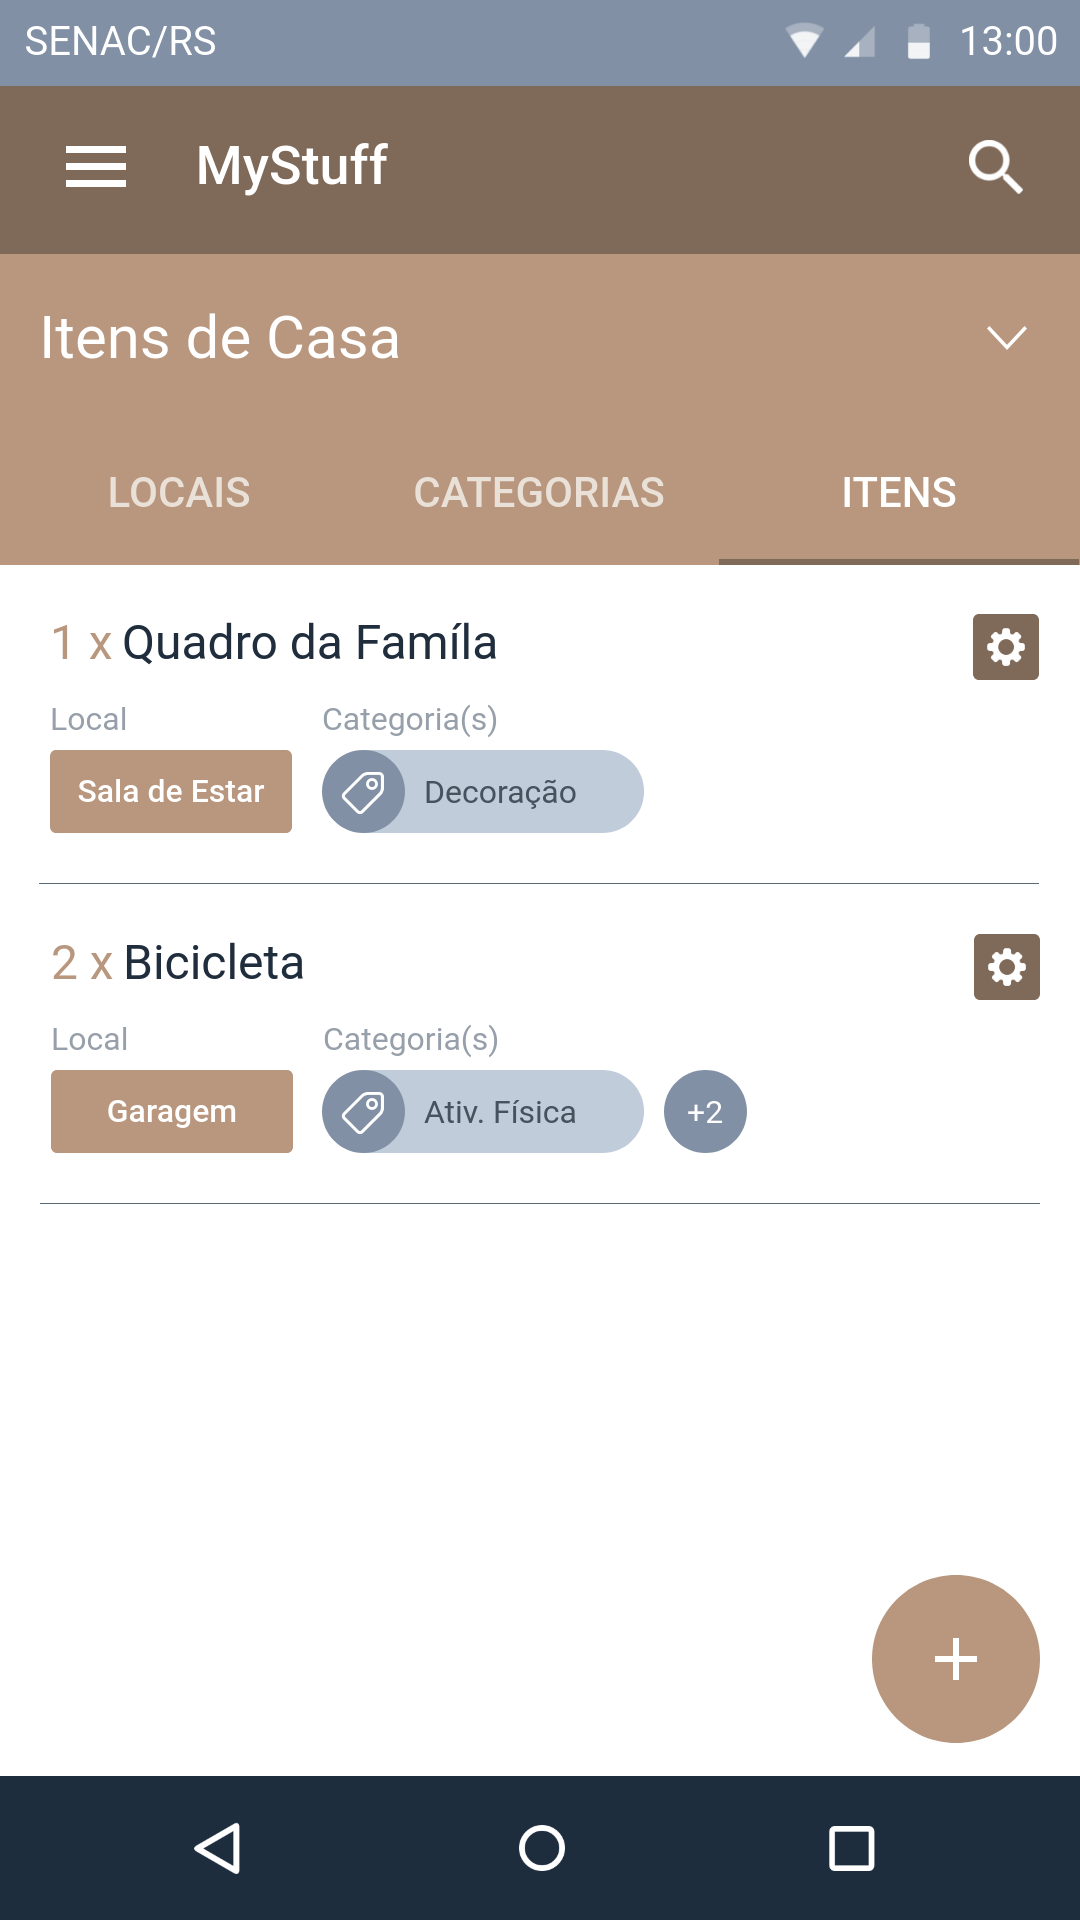 SENAC/RS 13:00
MyStuff
Itens de Casa
LOCAIS CATEGORIAS ITENS
1 x Quadro da Famíla
Local Categoria(s)
Sala de Estar Decoração
2 x Bicicleta
Local Categoria(s)
Garagem Ativ. Física +2